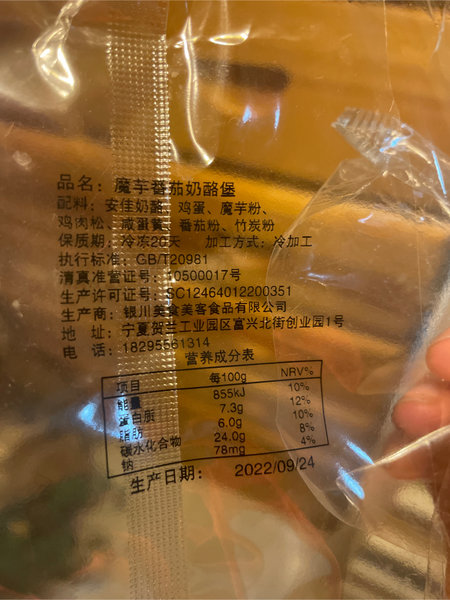 品名：魔芋番茄奶酪堡
配料：安佳奶酪、鸡蛋、魔芋粉、
鸡肉松、咸蛋黄、番茄粉、竹炭粉
保质期：冷冻20天 加工方式：冷加工
执行标准：GB/T20981
清真准营证号：10500017号
生产许可证号：SC12464012200351
生产商：银川美食美客食品有限公司
地 址：宁夏贺兰工业园区富兴北街创业园1号
电 话：18295561314
营养成分表
项目 每100g NRV%
能量 855kJ 10%
蛋白质 7.3g 12%
脂肪 6.0g 10%
碳水化合物 24.0g 8%
钠 78mg 4%
生产日期： 2022/09/24